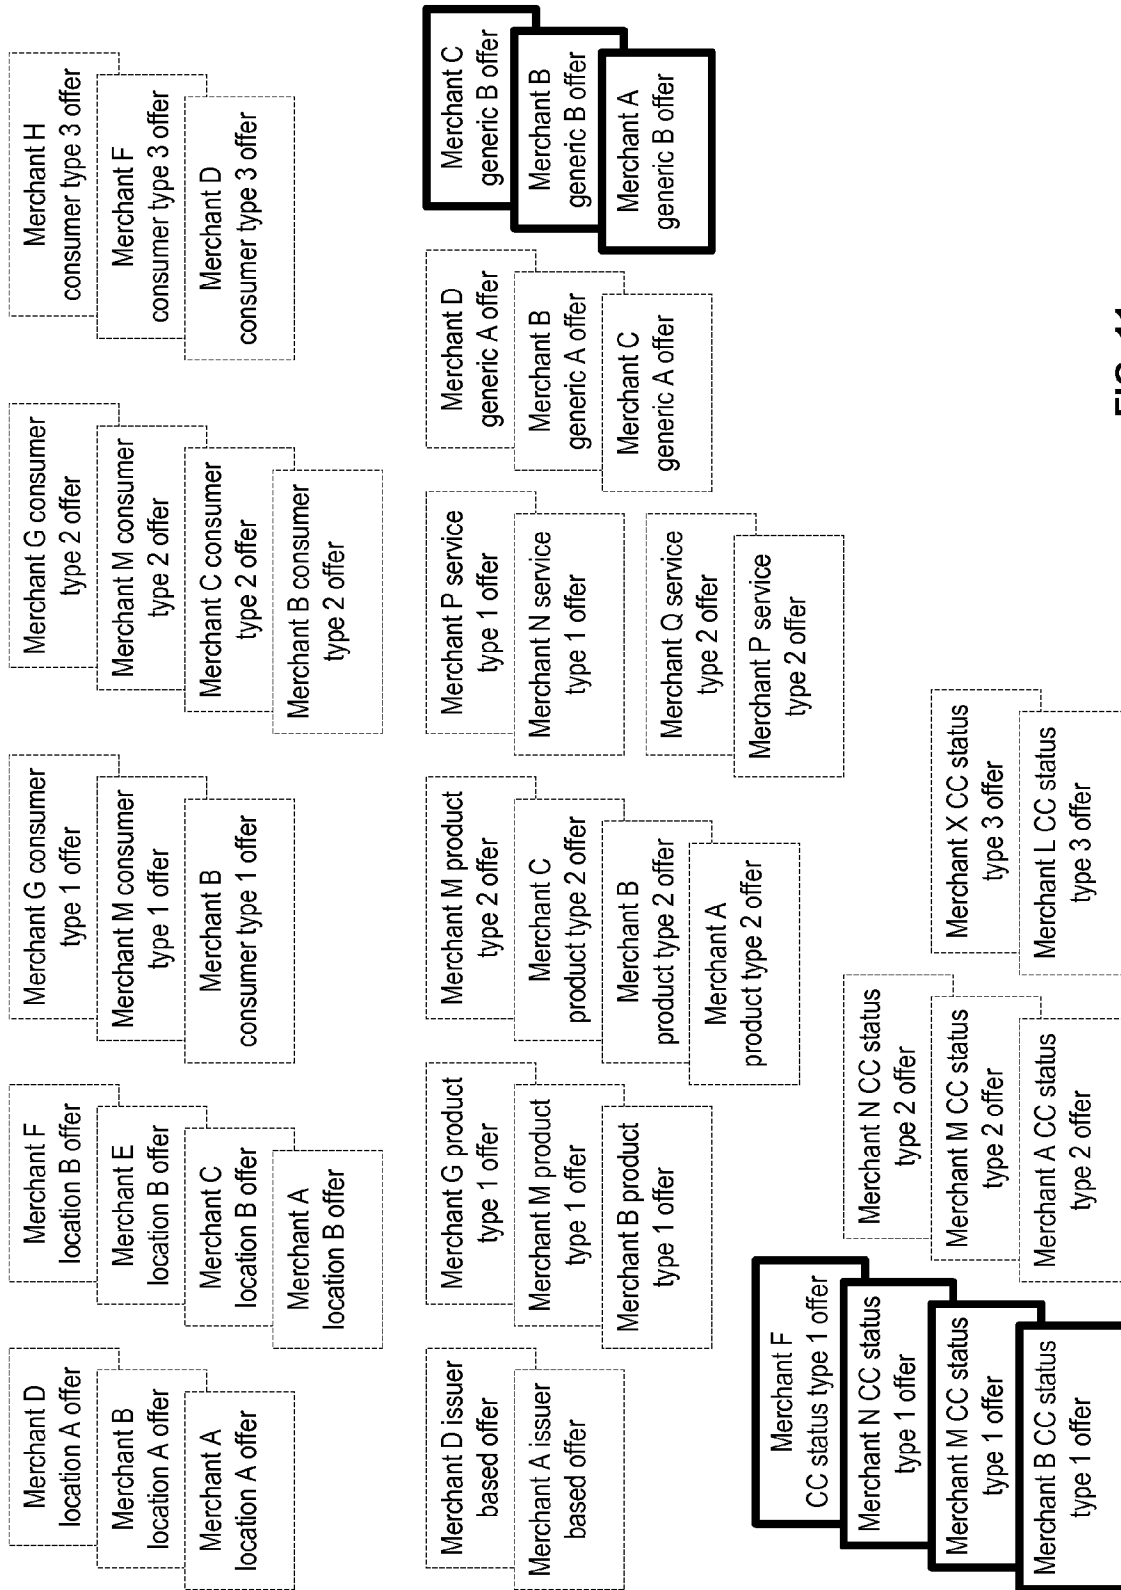 Merchant D
location A offer
Merchant B
location A offer
Merchant A
location A offer
Merchant F
location B offer
Merchant E
location B offer
Merchant C
location B offer
Merchant A
location B offer
Merchant G consumer
type 1 offer
Merchant M consumer
type 1 offer
Merchant B
consumer type 1 offer
Merchant G consumer
type 2 offer
Merchant M consumer
type 2 offer
Merchant C consumer
type 2 offer
Merchant B consumer
type 2 offer
Merchant H
consumer type 3 offer
Merchant F
consumer type 3 offer
Merchant D
consumer type 3 offer
Merchant D issuer
based offer
Merchant A issuer
based offer
Merchant G product
type 1 offer
Merchant M product
type 1 offer
Merchant B product
type 1 offer
Merchant M product
type 2 offer
Merchant C
product type 2 offer
Merchant B
product type 2 offer
Merchant A
product type 2 offer
Merchant P service
type 1 offer
Merchant N service
type 1 offer
Merchant Q service
type 2 offer
Merchant P service
type 2 offer
Merchant D
generic A offer
Merchant B
generic A offer
Merchant C
generic A offer
Merchant C
generic B offer
Merchant B
generic B offer
Merchant A
generic B offer
Merchant F
CC status type 1 offer
Merchant N CC status
type 1 offer
Merchant M CC status
type 1 offer
Merchant B CC status
type 1 offer
Merchant N CC status
type 2 offer
Merchant M CC status
type 2 offer
Merchant A CC status
type 2 offer
Merchant X CC status
type 3 offer
Merchant L CC status
type 3 offer
FIG.